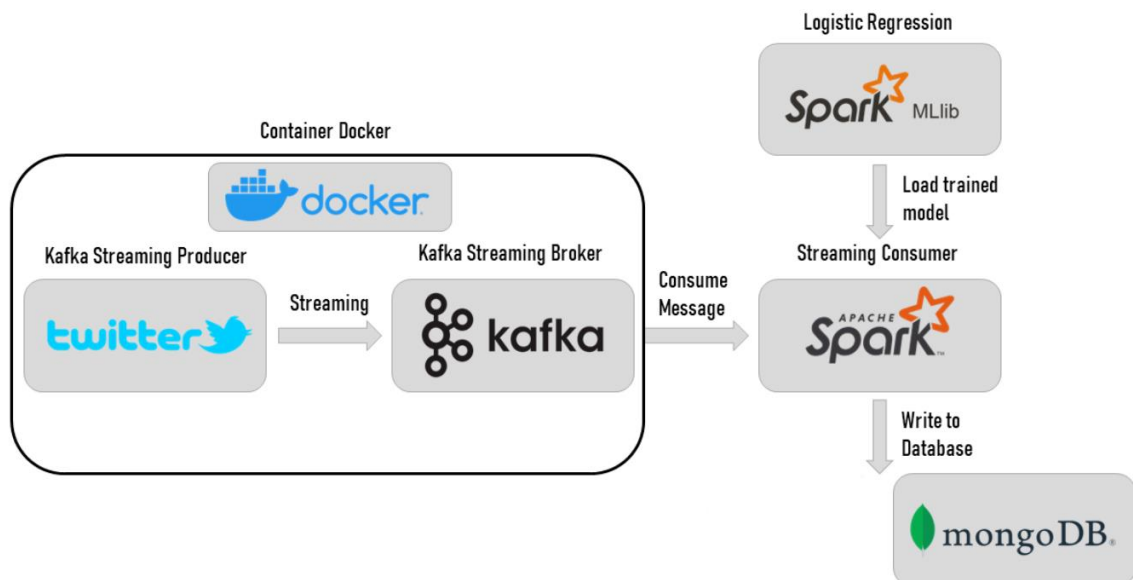 Logistic Regression
Spark MLlib
Container Docker
docker
Load trained
model
Kafka Streaming Producer
Kafka Streaming Broker
Streaming Consumer
Streaming
Consume
Message
twitter
kafka
APACHE
Spark™
Write to
Database
mongoDB®